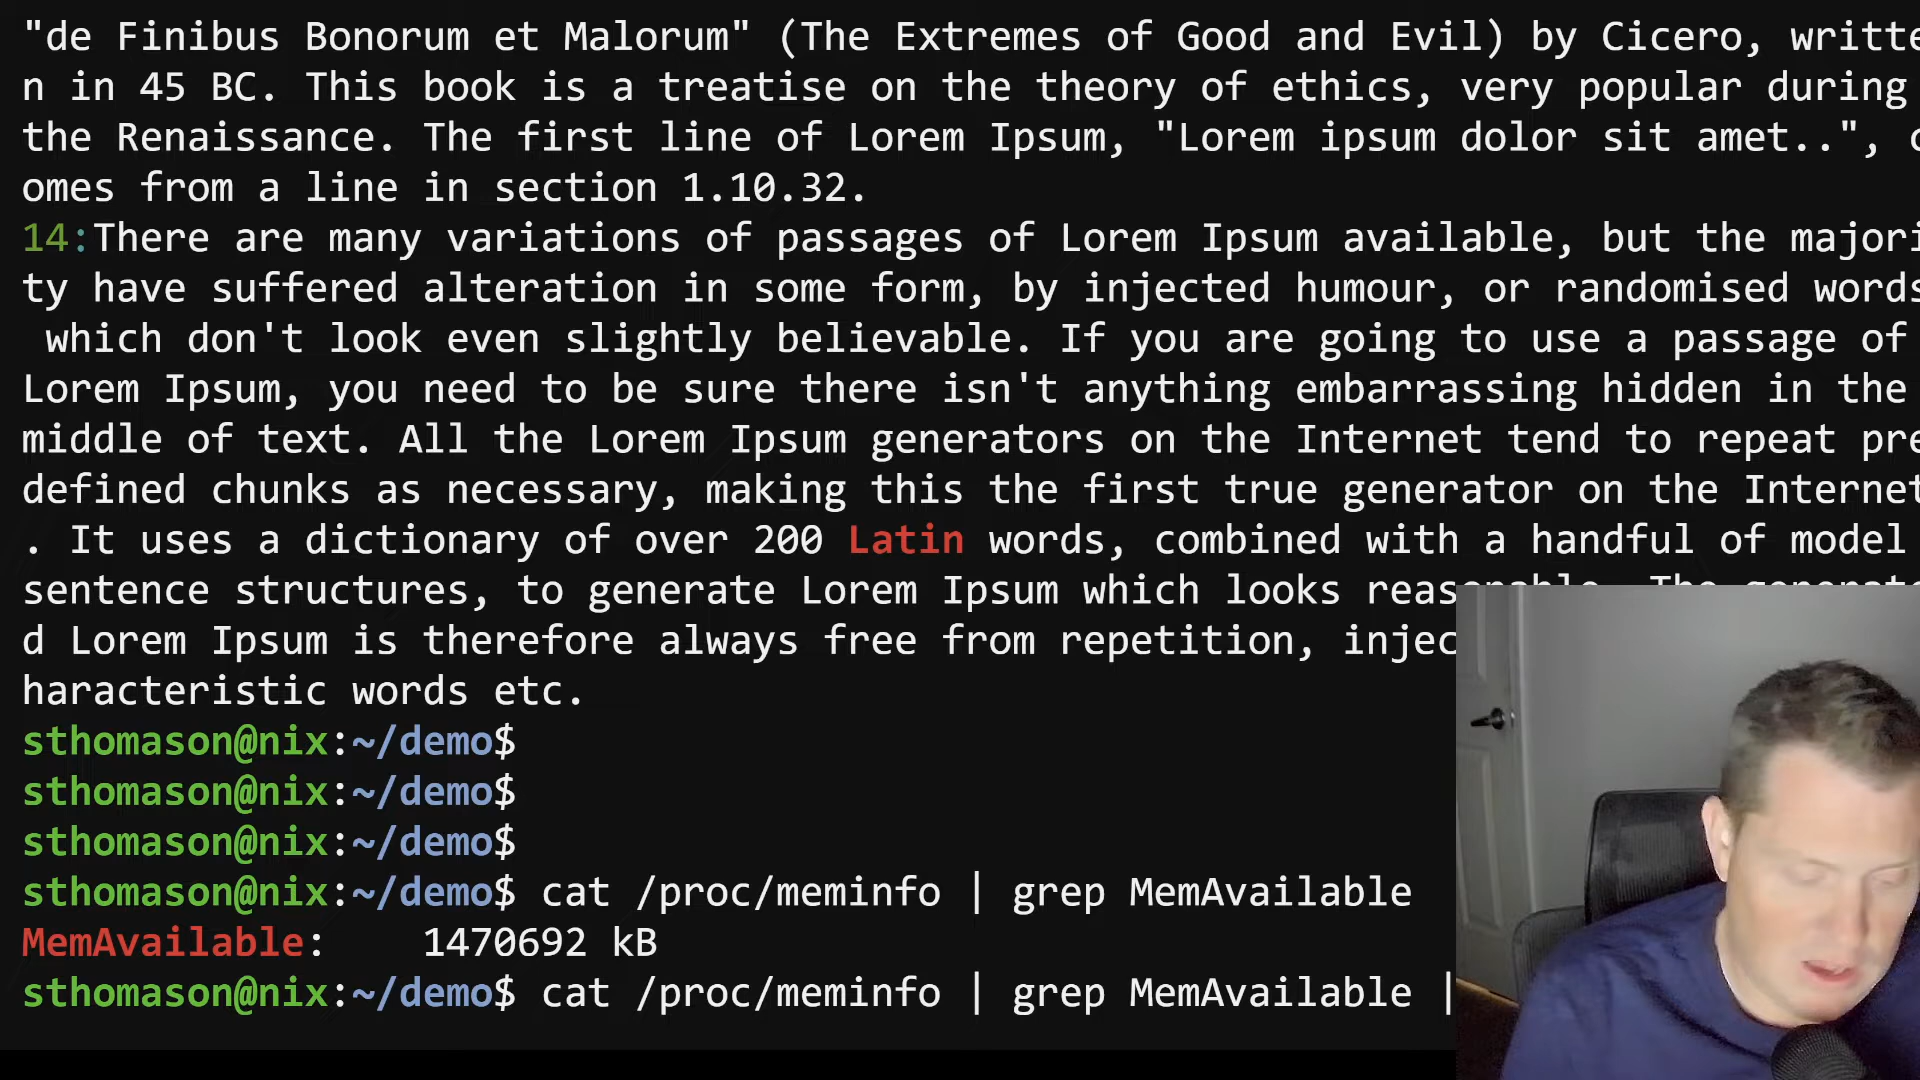 "de Finibus Bonorum et Malorum" (The Extremes of Good and Evil) by Cicero, writte
n in 45 BC. This book is a treatise on the theory of ethics, very popular during
the Renaissance. The first line of Lorem Ipsum, "Lorem ipsum dolor sit amet..", c
omes from a line in section 1.10.32.
14:There are many variations of passages of Lorem Ipsum available, but the majori
ty have suffered alteration in some form, by injected humour, or randomised words
which don't look even slightly believable. If you are going to use a passage of
Lorem Ipsum, you need to be sure there isn't anything embarrassing hidden in the
middle of text. All the Lorem Ipsum generators on the Internet tend to repeat pre
defined chunks as necessary, making this the first true generator on the Internet
. It uses a dictionary of over 200 Latin words, combined with a handful of model
sentence structures, to generate Lorem Ipsum which looks reasonable. The generate
d Lorem Ipsum is therefore always free from repetition, injec
haracteristic words etc.
sthomason@nix:~/demo$
sthomason@nix:~/demo$
sthomason@nix:~/demo$
sthomason@nix:~/demo$ cat /proc/meminfo | grep MemAvailable
MemAvailable:    1470692 kB
sthomason@nix:~/demo$ cat /proc/meminfo | grep MemAvailable |